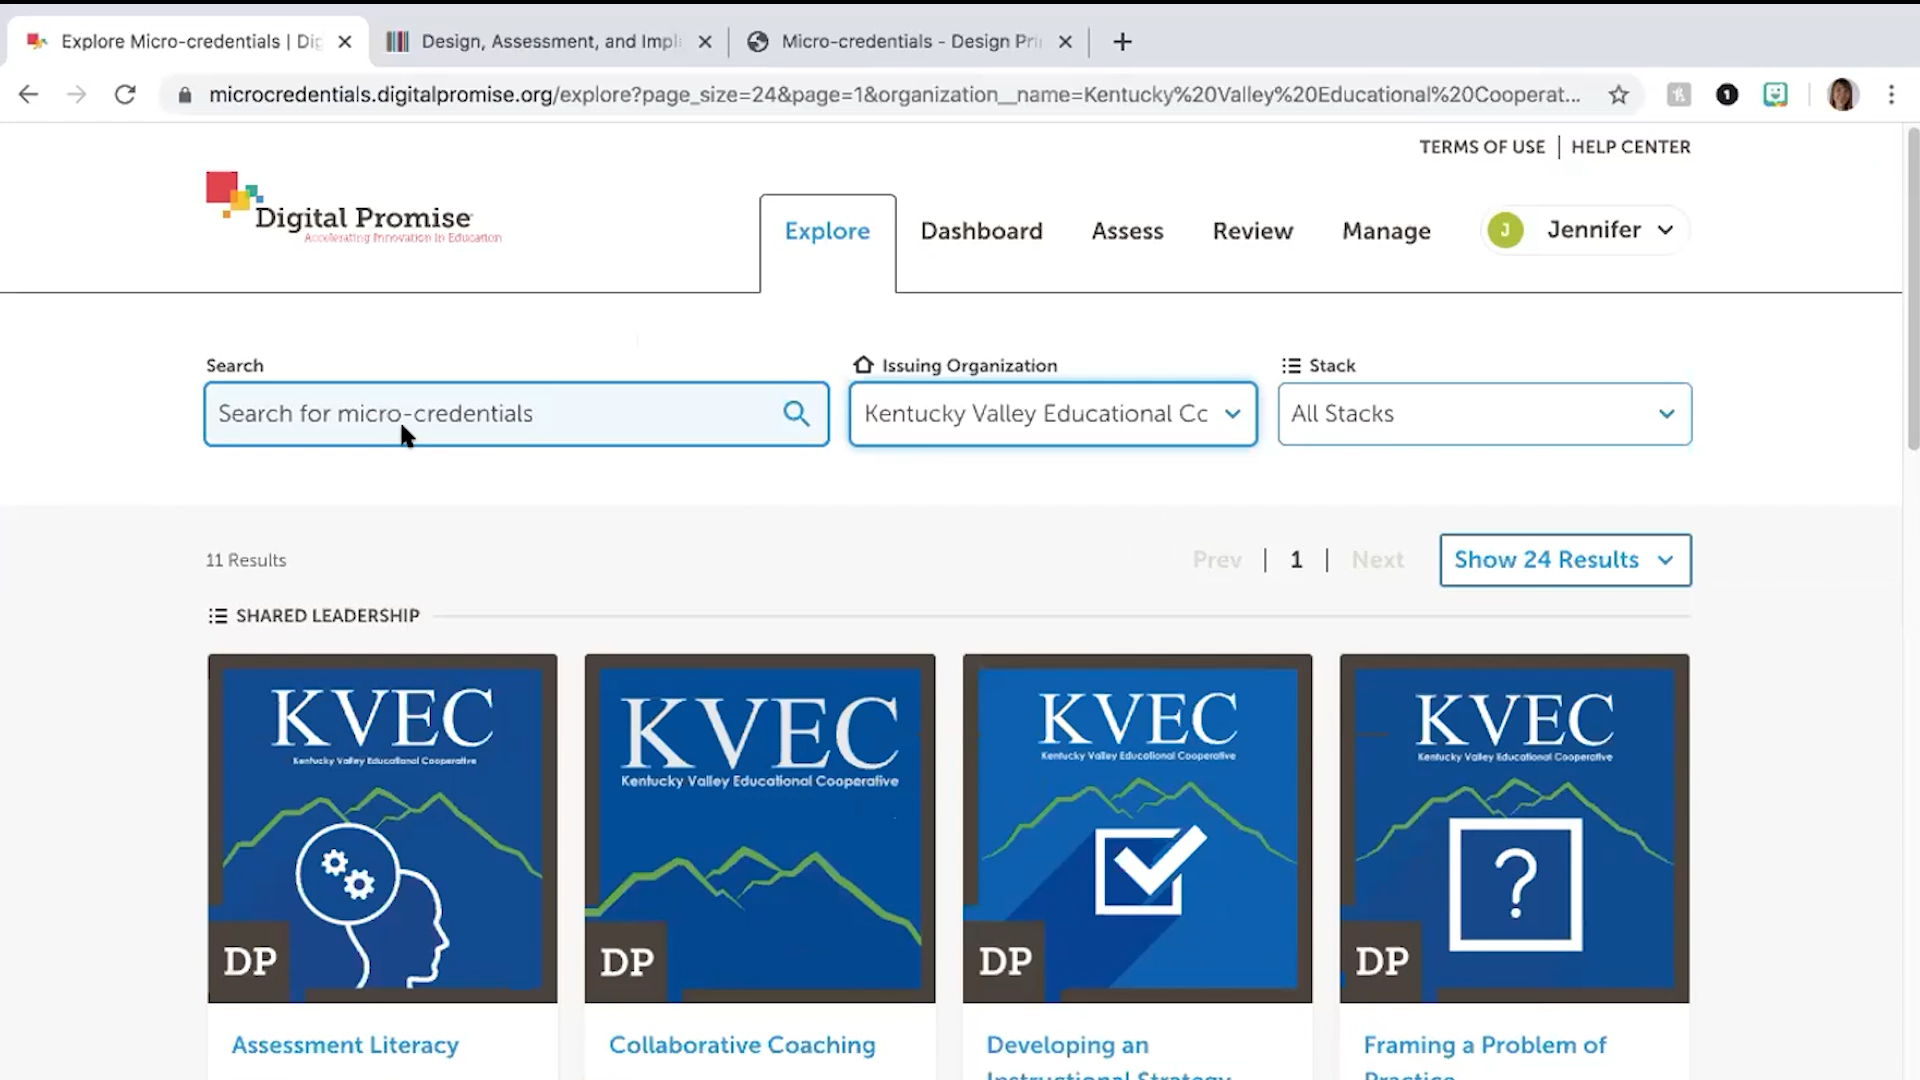 Explore Micro-credentials | Dig
Design, Assessment, and Impl
Micro-credentials - Design Pri
microcredentials.digitalpromise.org/explore?page_size=24&page=1&organization__name=Kentucky%20Valley%20Educational%20Cooperat...
1
TERMS OF USE | HELP CENTER
Digital Promise
Accelerating Innovation in Education
Explore
Dashboard
Assess
Review
Manage
J
Jennifer
Search
Issuing Organization
Stack
Search for micro-credentials
Kentucky Valley Educational Cc
All Stacks
11 Results
Prev | 1 | Next
Show 24 Results
SHARED LEADERSHIP
KVEC
Kentucky Valley Educational Cooperative
DP
KVEC
Kentucky Valley Educational Cooperative
DP
KVEC
Kentucky Valley Educational Cooperative
DP
KVEC
Kentucky Valley Educational Cooperative
?
DP
Assessment Literacy
Collaborative Coaching
Developing an
Instructional Strategy
Framing a Problem of
Practice